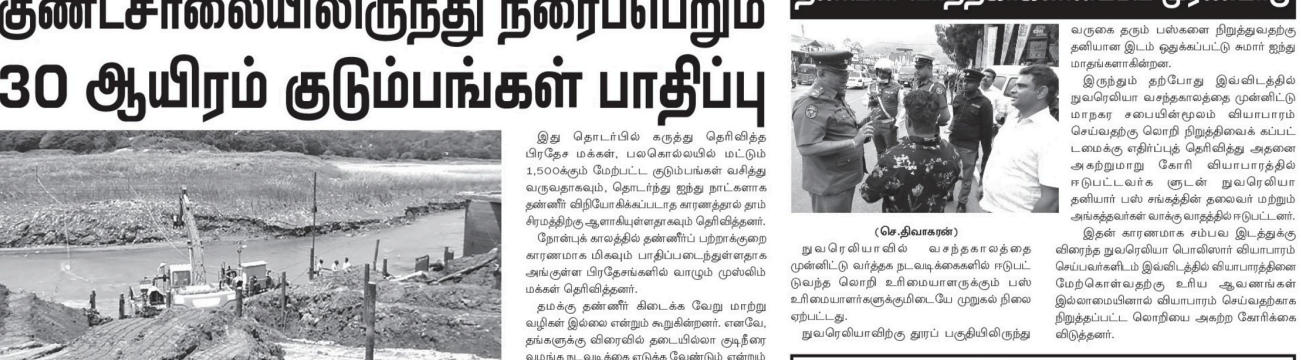 குண்டசாலையிலிருந்து நீரைப்பெறும்
30 ஆயிரம் குடும்பங்கள் பாதிப்பு
இது தொடர்பில் கருத்து தெரிவித்த
பிரதேச மக்கள், பலகொல்லயில் மட்டும்
1,500க்கும் மேற்பட்ட குடும்பங்கள் வசித்து
வருவதாகவும், தொடர்ந்து ஐந்து நாட்களாக
தண்ணீர் விநியோகிக்கப்படாத காரணத்தால் தாம்
சிரமத்திற்கு ஆளாகியுள்ளதாகவும் தெரிவித்தனர்.
நோன்புக் காலத்தில் தண்ணீர்ப் பற்றாக்குறை
காரணமாக மிகவும் பாதிப்படைந்துள்ளதாக
அங்குள்ள பிரதேசங்களில் வாழும் முஸ்லிம்
மக்கள் தெரிவித்தனர்.
தமக்கு தண்ணீர் கிடைக்க வேறு மாற்று
வழிகள் இல்லை என்றும் கூறுகின்றனர். எனவே,
தங்களுக்கு விரைவில் தடையில்லா குடிநீரை
வழங்க நடவடிக்கை எடுக்க வேண்டும் என்றும்
(செ.திவாகரன்)
நுவரெலியாவில் வசந்தகாலத்தை
முன்னிட்டு வர்த்தக நடவடிக்கைகளில் ஈடுபட்
டுவந்த லொறி உரிமையாளருக்கும் பஸ்
உரிமையாளர்களுக்குமிடையே முறுகல் நிலை
ஏற்பட்டது.
நுவரெலியாவிற்கு தூரப் பகுதியிலிருந்து
வருகை தரும் பஸ்களை நிறுத்துவதற்கு
தனியான இடம் ஒதுக்கப்பட்டு சுமார் ஐந்து
மாதங்களாகின்றன.
இருந்தும் தற்போது இவ்விடத்தில்
நுவரெலியா வசந்தகாலத்தை முன்னிட்டு
மாநகர சபையின்மூலம் வியாபாரம்
செய்வதற்கு லொறி நிறுத்திவைக் கப்பட்
டமைக்கு எதிர்ப்புத் தெரிவித்து அதனை
அகற்றுமாறு கோரி வியாபாரத்தில்
ஈடுபட்டவர்க ளுடன் நுவரெலியா
தனியார் பஸ் சங்கத்தின் தலைவர் மற்றும்
அங்கத்தவர்கள் வாக்கு வாதத்தில் ஈடுபட்டனர்.
இதன் காரணமாக சம்பவ இடத்துக்கு
விரைந்த நுவரெலியா பொலிஸார் வியாபாரம்
செய்பவர்களிடம் இவ்விடத்தில் வியாபாரத்தினை
மேற்கொள்வதற்கு உரிய ஆவணங்கள்
இல்லாமையினால் வியாபாரம் செய்வதற்காக
நிறுத்தப்பட்ட லொறியை அகற்ற கோரிக்கை
விடுத்தனர்.